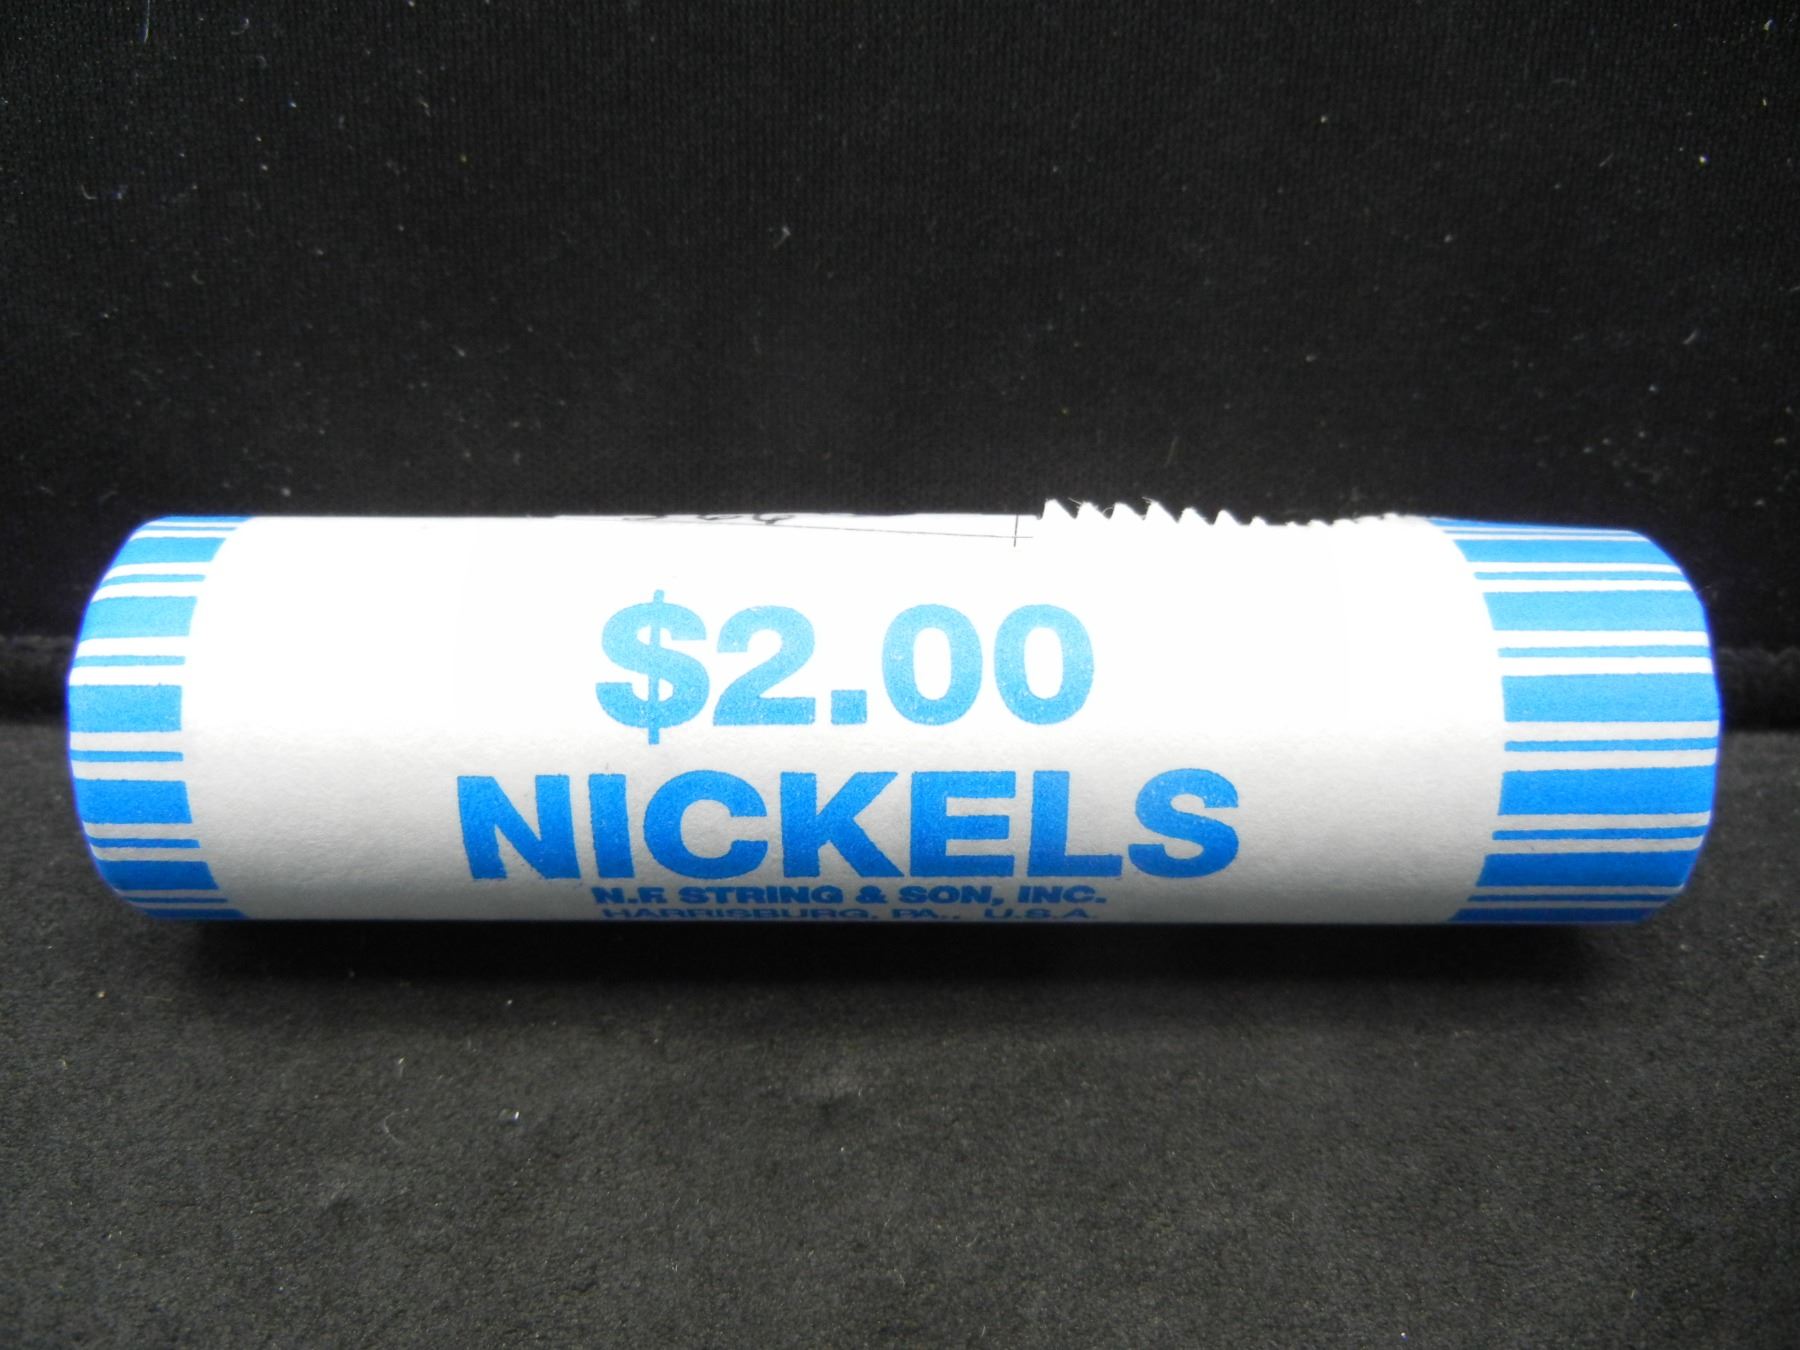 $2.00
NICKELS
N.F. STRING & SON, INC.
HARRISBURG, PA., U.S.A.